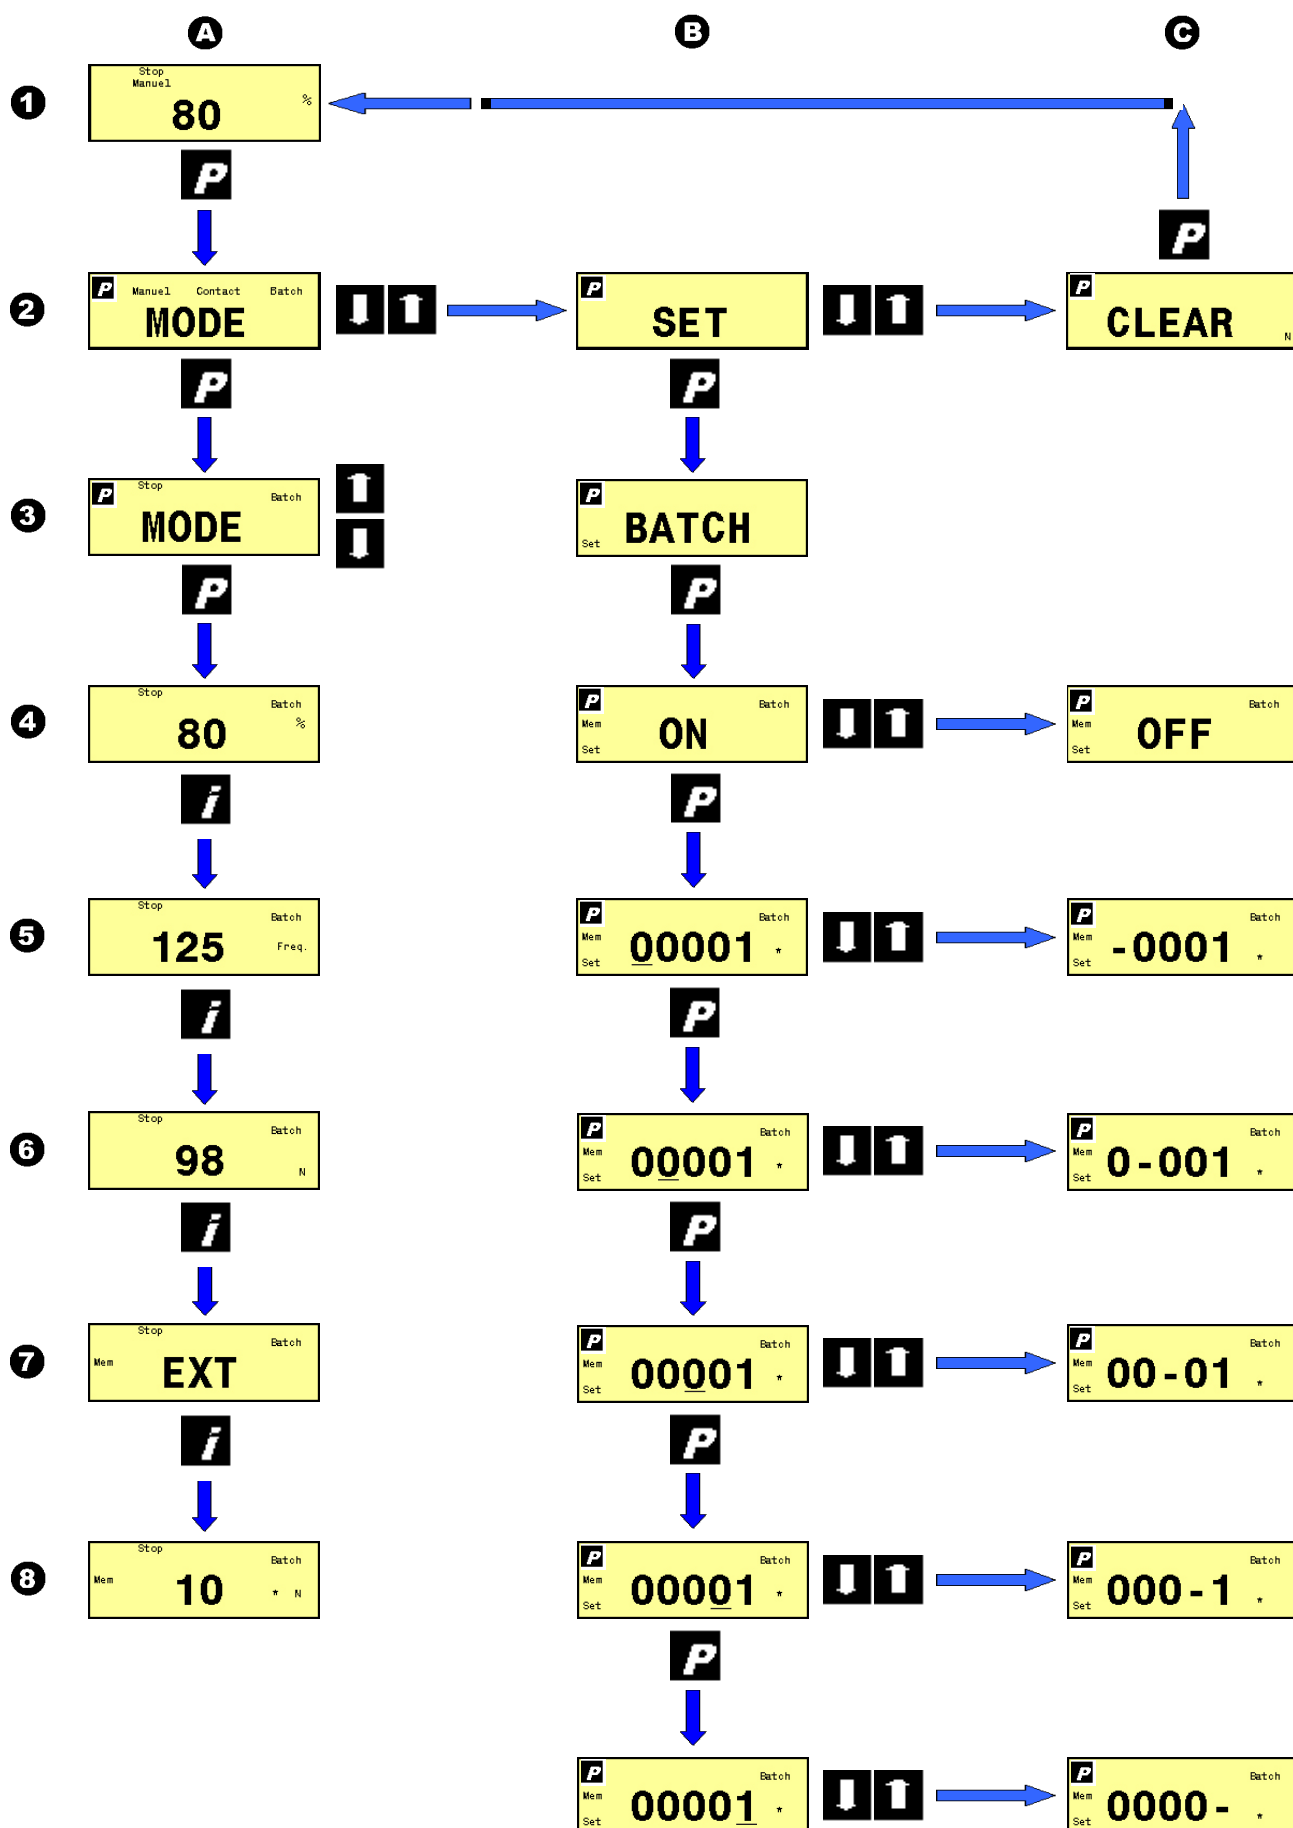 A B C
1
Stop
Manuel
80 %
P
P
2
P Manuel Contact Batch
MODE
P
SET
P
CLEAR N
P
P
3
P Stop Batch
MODE
P
BATCH
Set
P
P
4
Stop
Batch
80 %
P Batch
Mem
ON
Set
P Batch
Mem
OFF
Set
i
P
5
Stop
Batch
125 Freq.
P Batch
Mem
00001 *
Set
P Batch
Mem
-0001 *
Set
i
P
6
Stop
Batch
98 N
P Batch
Mem
00001 *
Set
P Batch
Mem
0-001 *
Set
i
P
7
Stop
Batch
Mem
EXT
P Batch
Mem
00001 *
Set
P Batch
Mem
00-01 *
Set
i
P
8
Stop
Batch
Mem
10 * N
P Batch
Mem
00001 *
Set
P Batch
Mem
000-1 *
Set
P
P Batch
Mem
00001 *
Set
P Batch
Mem
0000- *
Set